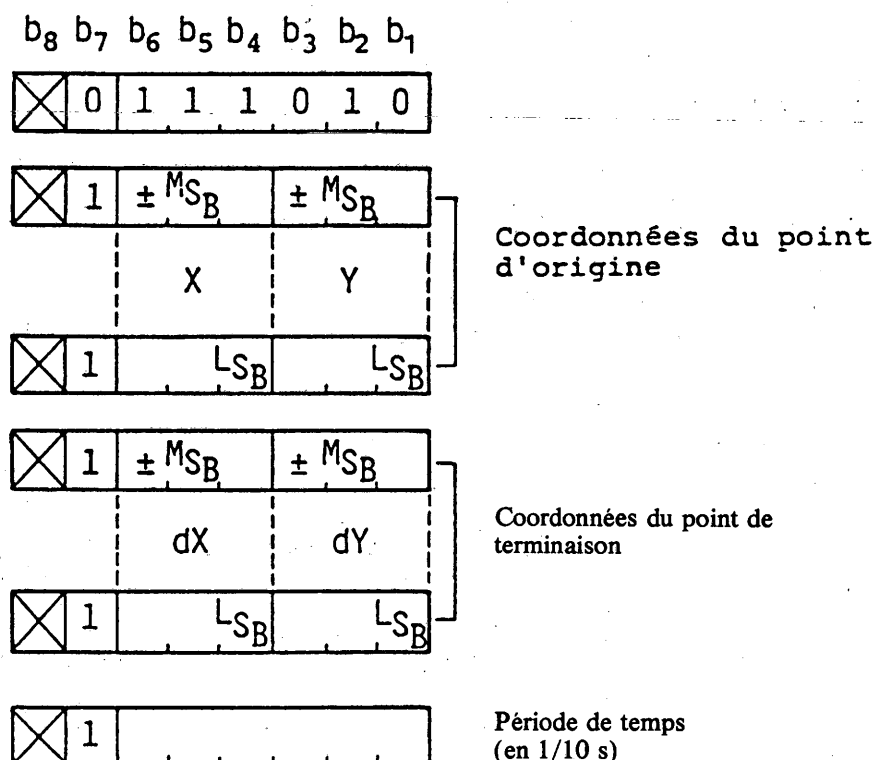 b8 b7 b6 b5 b4 b3 b2 b1
0 1 1 1 0 1 0
1 ± MSB ± MSB
Coordonnées du point
d'origine
X Y
1 LSB LSB
1 ± MSB ± MSB
Coordonnées du point de
terminaison
dX dY
1 LSB LSB
Période de temps
1
(en 1/10 s)